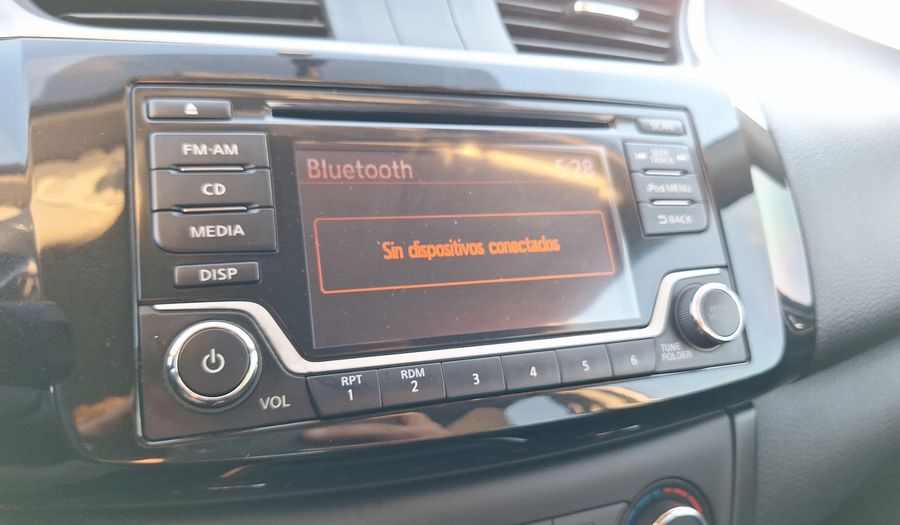 SCAN
FM-AM
SEEK
TRACK
Bluetooth 5:28
CD
iPod MENU
MEDIA
BACK
Sin dispositivos conectados
DISP
VOL
RPT
1
RDM
2
3
4
5
6
TUNE
FOLDER